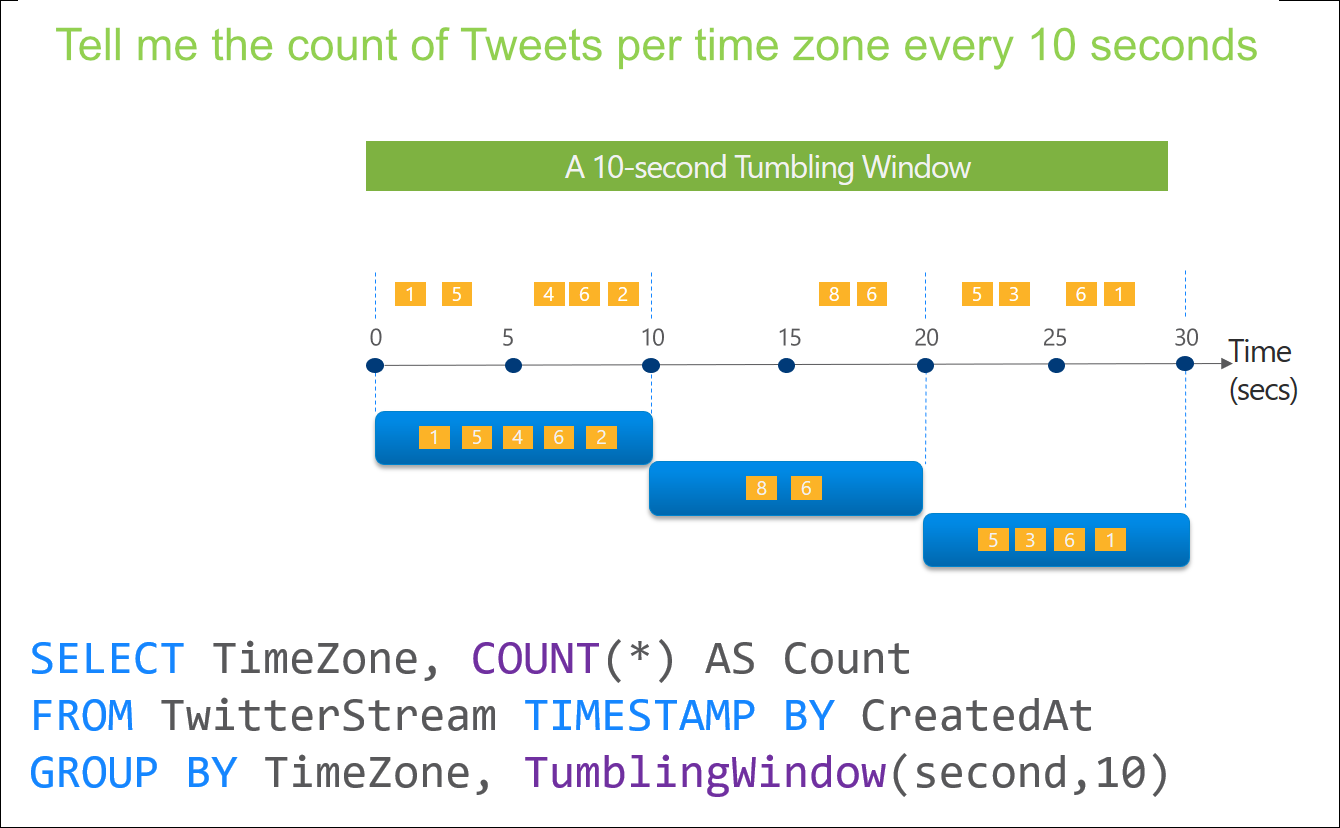 Tell me the count of Tweets per time zone every 10 seconds
A 10-second Tumbling Window
1 5 4 6 2 8 6 5 3 6 1
0 5 10 15 20 25 30
Time
(secs)
1 5 4 6 2
8 6
5 3 6 1
SELECT TimeZone, COUNT(*) AS Count
FROM TwitterStream TIMESTAMP BY CreatedAt
GROUP BY TimeZone, TumblingWindow(second,10)